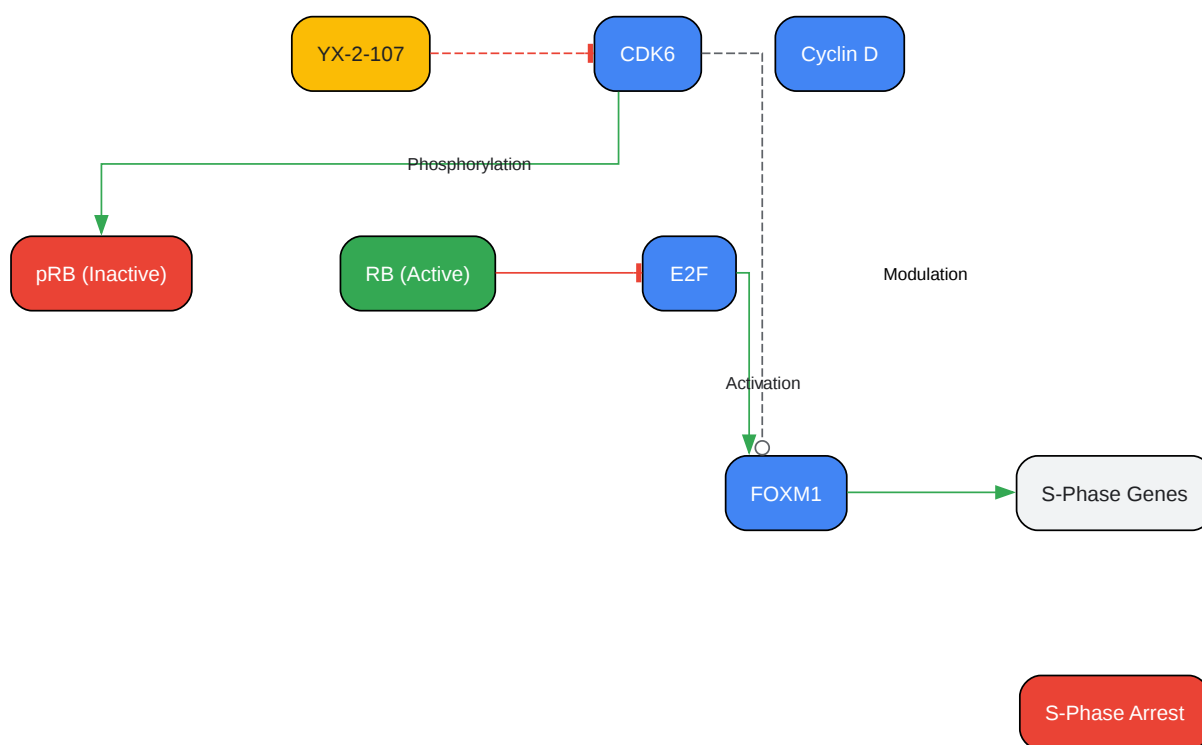 YX-2-107
CDK6
Cyclin D
Phosphorylation
pRB (Inactive)
RB (Active)
E2F
Modulation
Activation
FOXM1
S-Phase Genes
S-Phase Arrest